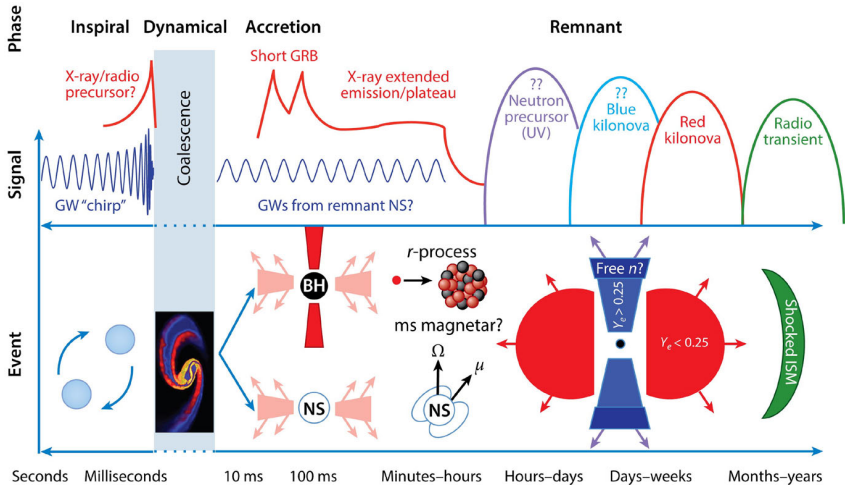 Phase
Inspiral
Dynamical
Accretion
Remnant
Signal
X-ray/radio
precursor?
GW "chirp"
Coalescence
Short GRB
X-ray extended
emission/plateau
GWs from remnant NS?
??
Neutron
precursor
(UV)
??
Blue
kilonova
Red
kilonova
Radio
transient
Event
BH
NS
r-process
ms magnetar?
Ω
μ
NS
Free n?
Ye > 0.25
Ye < 0.25
Shocked ISM
Seconds
Milliseconds
10 ms
100 ms
Minutes–hours
Hours–days
Days–weeks
Months–years